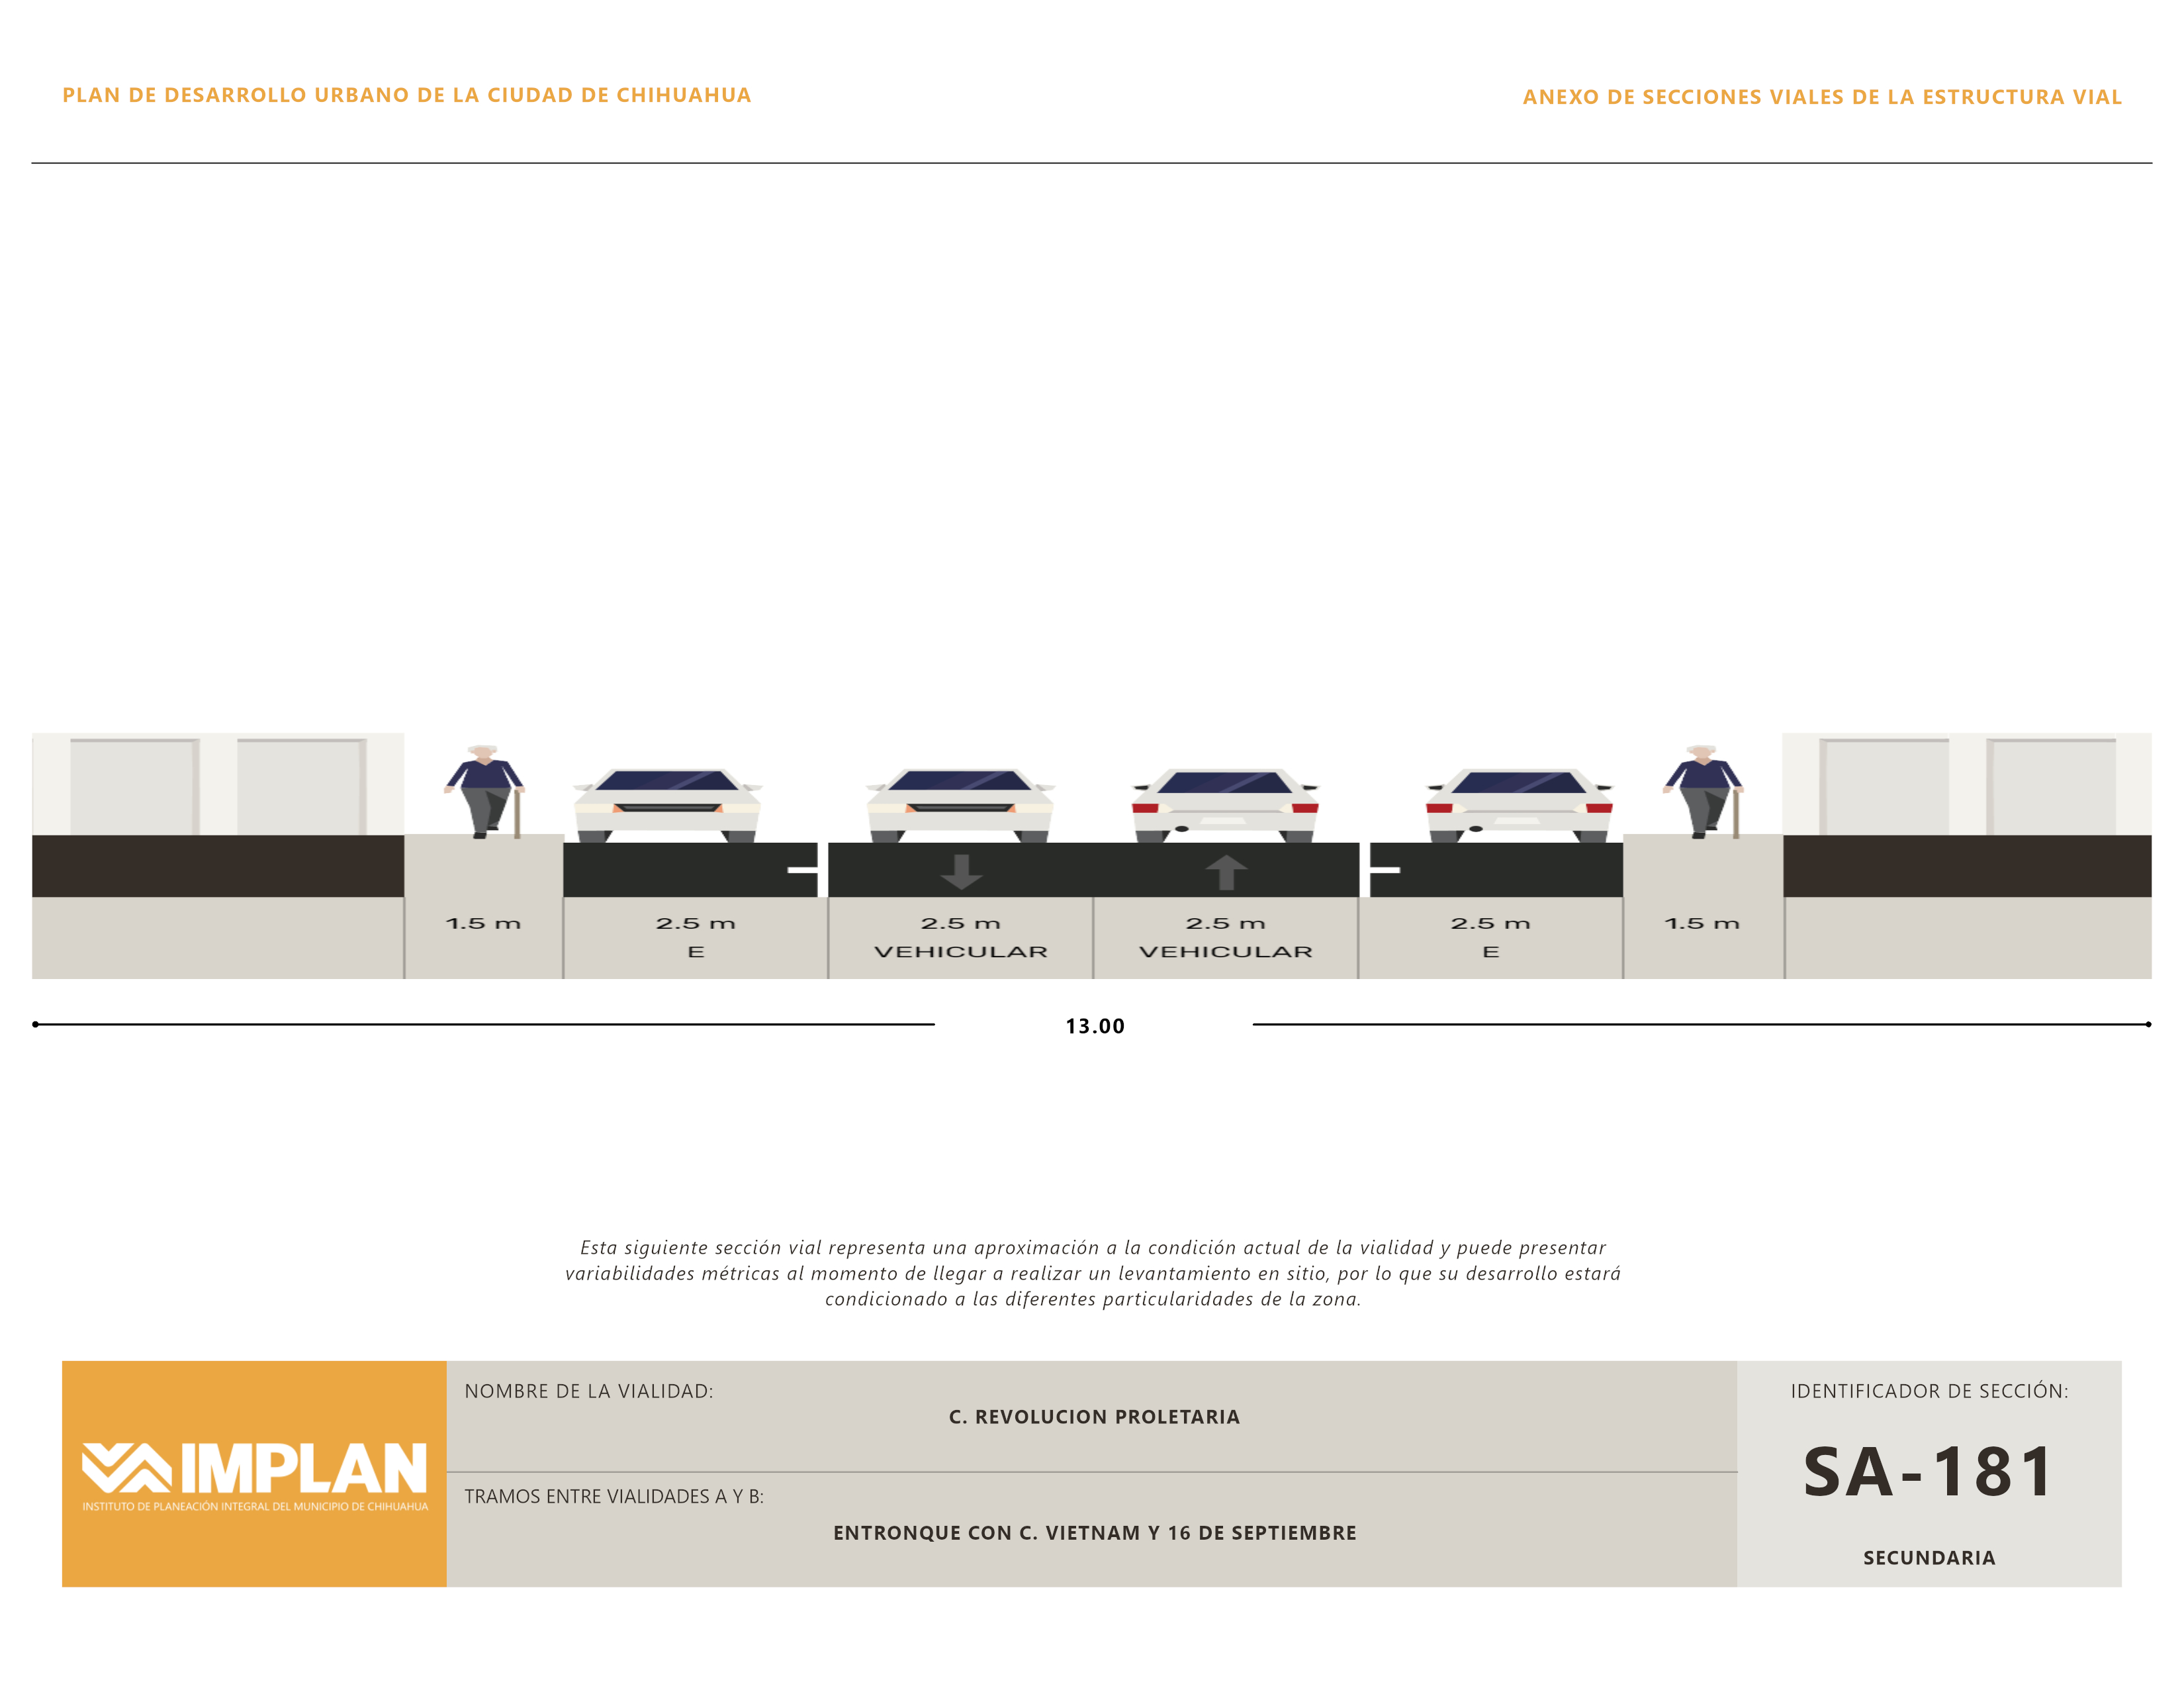 PLAN DE DESARROLLO URBANO DE LA CIUDAD DE CHIHUAHUA
ANEXO DE SECCIONES VIALES DE LA ESTRUCTURA VIAL
1.5 m
2.5 m
E
2.5 m
VEHICULAR
2.5 m
VEHICULAR
2.5 m
E
1.5 m
13.00
Esta siguiente sección vial representa una aproximación a la condición actual de la vialidad y puede presentar
variabilidades métricas al momento de llegar a realizar un levantamiento en sitio, por lo que su desarrollo estará
condicionado a las diferentes particularidades de la zona.
IMPLAN
INSTITUTO DE PLANEACIÓN INTEGRAL DEL MUNICIPIO DE CHIHUAHUA
NOMBRE DE LA VIALIDAD:
C. REVOLUCION PROLETARIA
TRAMOS ENTRE VIALIDADES A Y B:
ENTRONQUE CON C. VIETNAM Y 16 DE SEPTIEMBRE
IDENTIFICADOR DE SECCIÓN:
SA-181
SECUNDARIA